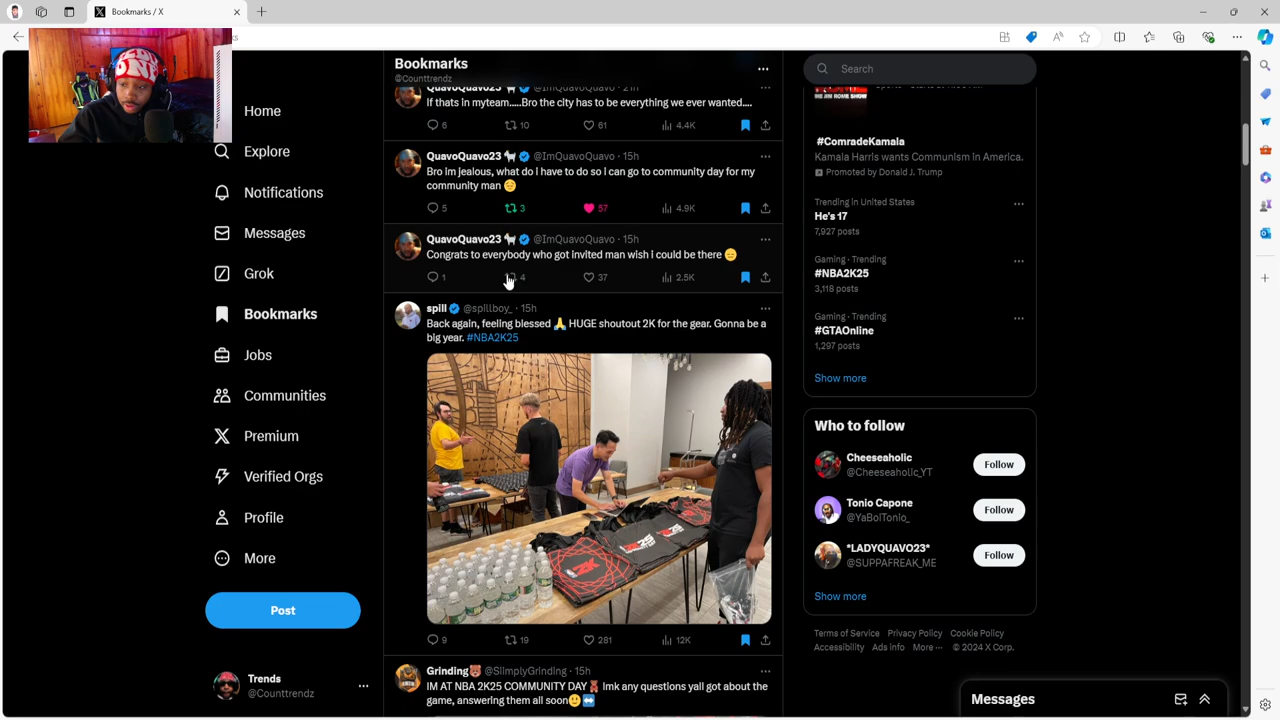 Bookmarks / X
Home
Explore
Notifications
Messages
Grok
Bookmarks
Jobs
Communities
Premium
Verified Orgs
Profile
More
Post
Trends
@Counttrendz
Bookmarks
@Counttrendz
QuavoQuavo23 @ImQuavoQuavo · 21h
If thats in myteam.....Bro the city has to be everything we ever wanted....
6 10 61 4.4K
QuavoQuavo23 @ImQuavoQuavo · 15h
Bro im jealous, what do i have to do so i can go to community day for my
community man
5 3 57 4.9K
QuavoQuavo23 @ImQuavoQuavo · 15h
Congrats to everybody who got invited man wish i could be there
1 4 37 2.5K
spill @spillboy_ · 15h
Back again, feeling blessed 🙏 HUGE shoutout 2K for the gear. Gonna be a
big year. #NBA2K25
2K
2K25
9 19 281 12K
Grinding @SlimplyGrinding · 15h
IM AT NBA 2K25 COMMUNITY DAY lmk any questions yall got about the
game, answering them all soon
Search
#ComradeKamala
Kamala Harris wants Communism in America.
Promoted by Donald J. Trump
Trending in United States
He's 17
7,927 posts
Gaming · Trending
#NBA2K25
3,118 posts
Gaming · Trending
#GTAOnline
1,297 posts
Show more
Who to follow
Cheeseaholic
@Cheeseaholic_YT
Follow
Tonio Capone
@YaBolTonio_
Follow
*LADYQUAVO23*
@SUPPAFREAK_ME
Follow
Show more
Terms of Service Privacy Policy Cookie Policy
Accessibility Ads info More ··· © 2024 X Corp.
Messages